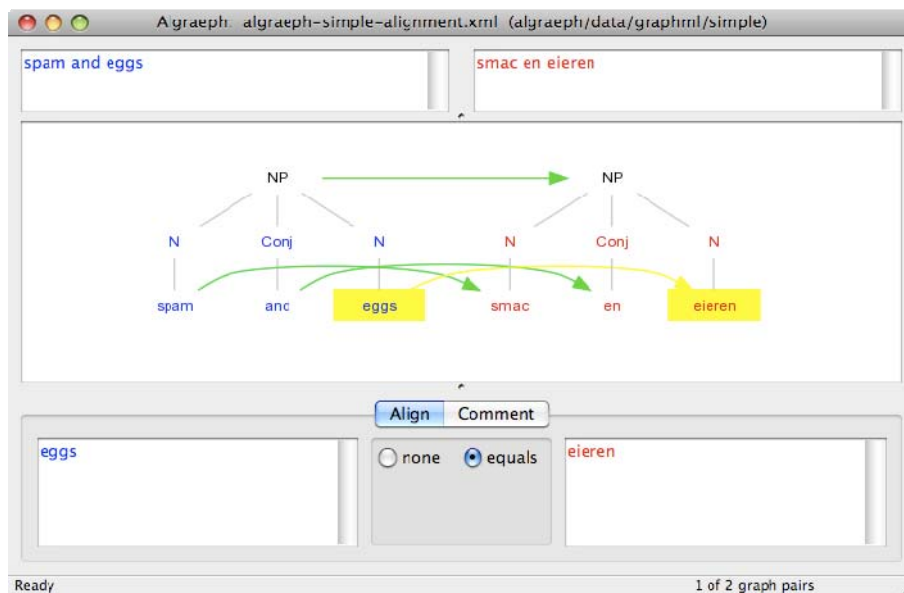 Algraeph: algraeph-simple-alignment.xml (algraeph/data/graphml/simple)
spam and eggs
smac en eieren
NP NP
N Conj N N Conj N
spam and eggs smac en eieren
Align Comment
eggs
none equals
eieren
Ready
1 of 2 graph pairs